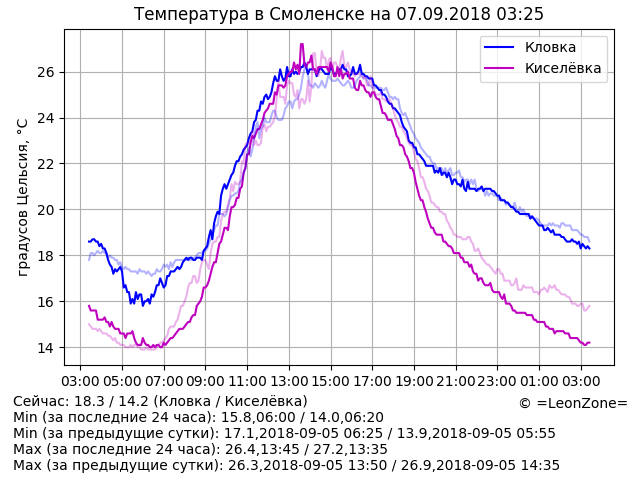 Температура в Смоленске на 07.09.2018 03:25
Кловка
Киселёвка
градусов Цельсия, °C
26
24
22
20
18
16
14
03:00 05:00 07:00 09:00 11:00 13:00 15:00 17:00 19:00 21:00 23:00 01:00 03:00
Сейчас: 18.3 / 14.2 (Кловка / Киселёвка)
© =LeonZone=
Min (за последние 24 часа): 15.8,06:00 / 14.0,06:20
Min (за предыдущие сутки): 17.1,2018-09-05 06:25 / 13.9,2018-09-05 05:55
Max (за последние 24 часа): 26.4,13:45 / 27.2,13:35
Max (за предыдущие сутки): 26.3,2018-09-05 13:50 / 26.9,2018-09-05 14:35